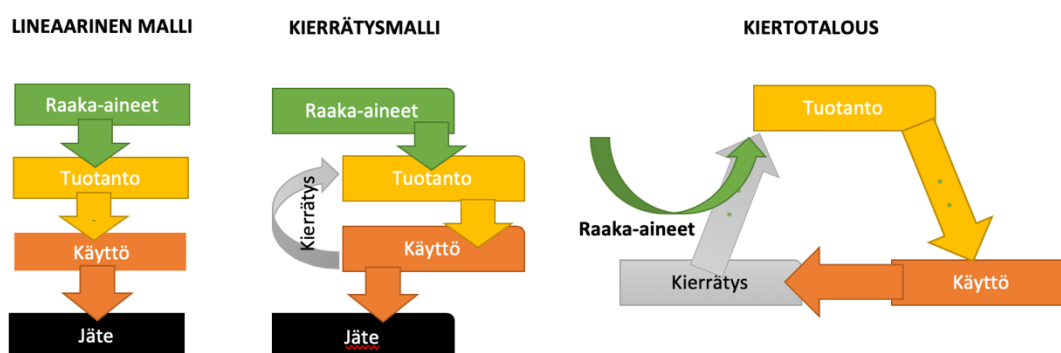 LINEAARINEN MALLI
Raaka-aineet
Tuotanto
Käyttö
Jäte
KIERRÄTYSMALLI
Raaka-aineet
Tuotanto
Kierrätys
Käyttö
Jäte
KIERTOTALOUS
Tuotanto
Raaka-aineet
Kierrätys
Käyttö